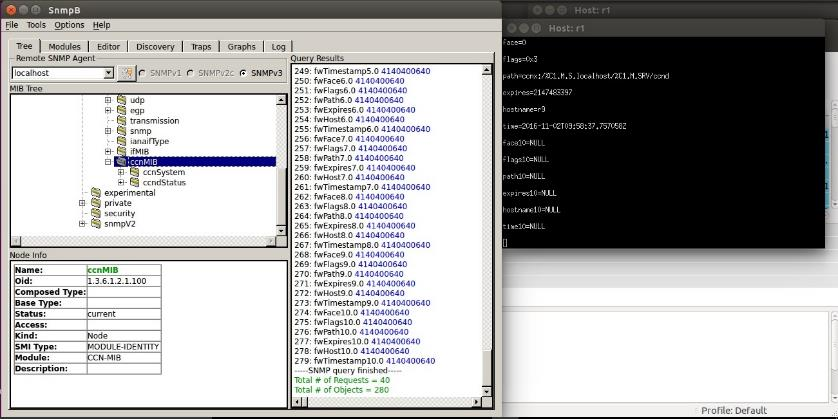 SnmpB
File Tools Options Help
Tree Modules Editor Discovery Traps Graphs Log
Remote SNMP Agent
localhost SNMPv1 SNMPv2c SNMPv3
MIB Tree
udp
egp
transmission
snmp
ianaifType
ifMIB
ccnMIB
ccnSystem
ccndStatus
experimental
private
security
snmpV2
Node Info
Name: ccnMIB
Oid: 1.3.6.1.2.1.100
Composed Type:
Base Type:
Status: current
Access:
Kind: Node
SMI Type: MODULE-IDENTITY
Module: CCN-MIB
Description:
Query Results
249: fwTimestamp5.0 4140400640
250: fwFace6.0 4140400640
251: fwFlags6.0 4140400640
252: fwPath6.0 4140400640
253: fwExpires6.0 4140400640
254: fwHost6.0 4140400640
255: fwTimestamp6.0 4140400640
256: fwFace7.0 4140400640
257: fwFlags7.0 4140400640
258: fwPath7.0 4140400640
259: fwExpires7.0 4140400640
260: fwHost7.0 4140400640
261: fwTimestamp7.0 4140400640
262: fwFace8.0 4140400640
263: fwFlags8.0 4140400640
264: fwPath8.0 4140400640
265: fwExpires8.0 4140400640
266: fwHost8.0 4140400640
267: fwTimestamp8.0 4140400640
268: fwFace9.0 4140400640
269: fwFlags9.0 4140400640
270: fwPath9.0 4140400640
271: fwExpires9.0 4140400640
272: fwHost9.0 4140400640
273: fwTimestamp9.0 4140400640
274: fwFace10.0 4140400640
275: fwFlags10.0 4140400640
276: fwPath10.0 4140400640
277: fwExpires10.0 4140400640
278: fwHost10.0 4140400640
279: fwTimestamp10.0 4140400640
-----SNMP query finished-----
Total # of Requests = 40
Total # of Objects = 280
Host: r1
Host: r1
face=0
flags=0x3
path=ccnx:/%C1.M.S.localhost/%C1.M.SRV/ccnd
expires=2147483397
hostname=r9
time=2016-11-02T09:58:37.757058Z
face10=NULL
flags10=NULL
path10=NULL
expires10=NULL
hostname10=NULL
time10=NULL
Profile: Default